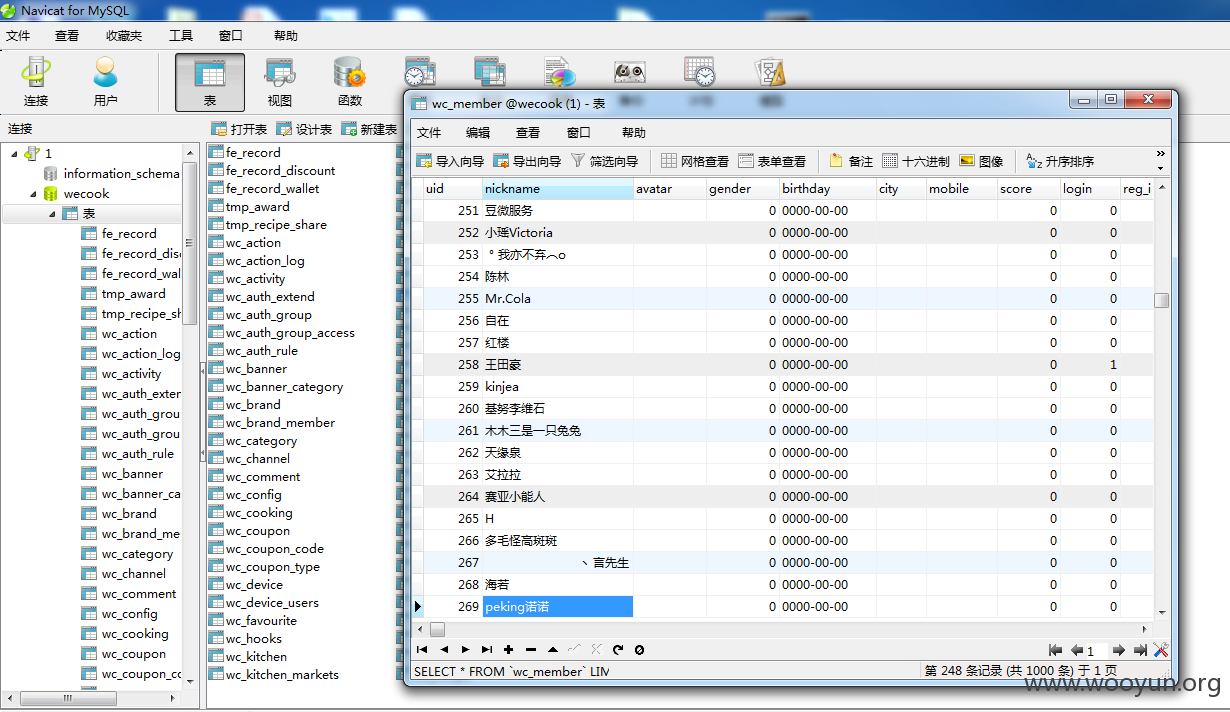 Navicat for MySQL
文件 查看 收藏夹 工具 窗口 帮助
连接 用户 表 视图 函数
连接 打开表 设计表 新建表
1
information_schema
wecook
表
fe_record
fe_record_disc
fe_record_wal
tmp_award
tmp_recipe_sh
wc_action
wc_action_log
wc_activity
wc_auth_exter
wc_auth_grou
wc_auth_grou
wc_auth_rule
wc_banner
wc_banner_ca
wc_brand
wc_brand_me
wc_category
wc_channel
wc_comment
wc_config
wc_cooking
wc_coupon
wc_coupon_cc
fe_record
fe_record_discount
fe_record_wallet
tmp_award
tmp_recipe_share
wc_action
wc_action_log
wc_activity
wc_auth_extend
wc_auth_group
wc_auth_group_access
wc_auth_rule
wc_banner
wc_banner_category
wc_brand
wc_brand_member
wc_category
wc_channel
wc_comment
wc_config
wc_cooking
wc_coupon
wc_coupon_code
wc_coupon_type
wc_device
wc_device_users
wc_favourite
wc_hooks
wc_kitchen
wc_kitchen_markets
wc_member @wecook (1) - 表
文件 编辑 查看 窗口 帮助
导入向导 导出向导 筛选向导 网格查看 表单查看 备注 十六进制 图像 升序排序
uid nickname avatar gender birthday city mobile score login reg_i
251 豆微服务 0 0000-00-00 0 0
252 小瑶Victoria 0 0000-00-00 0 0
253 °我亦不弃︵o 0 0000-00-00 0 0
254 陈林 0 0000-00-00 0 0
255 Mr.Cola 0 0000-00-00 0 0
256 自在 0 0000-00-00 0 0
257 红楼 0 0000-00-00 0 0
258 王田豪 0 0000-00-00 0 1
259 kinjea 0 0000-00-00 0 0
260 基努李维石 0 0000-00-00 0 0
261 木木三是一只兔兔 0 0000-00-00 0 0
262 天缘泉 0 0000-00-00 0 0
263 艾拉拉 0 0000-00-00 0 0
264 赛亚小能人 0 0000-00-00 0 0
265 H 0 0000-00-00 0 0
266 多毛怪高斑斑 0 0000-00-00 0 0
267 丶言先生 0 0000-00-00 0 0
268 海若 0 0000-00-00 0 0
269 peking诺诺 0 0000-00-00 0 0
1
SELECT * FROM `wc_member` LIM
第 248 条记录 (共 1000 条) 于 1 页
www.wooyun.org